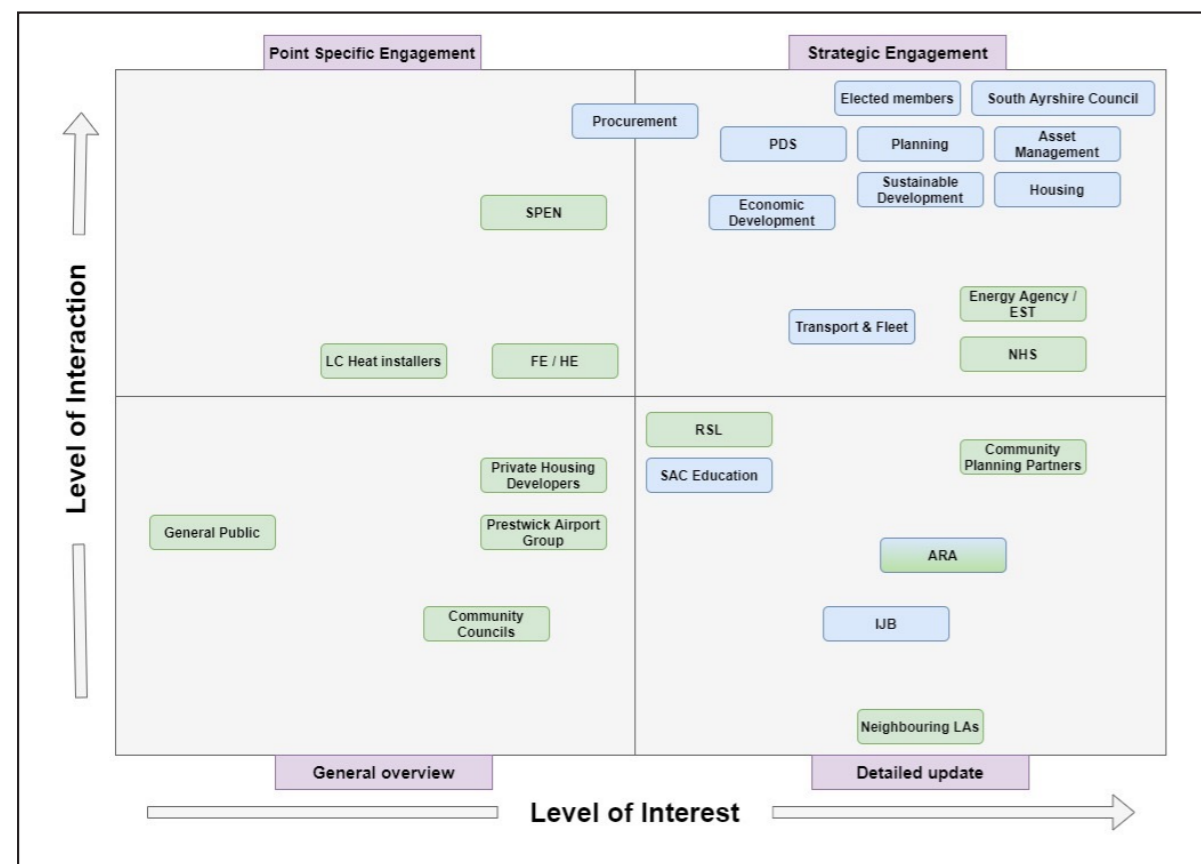 Point Specific Engagement
Strategic Engagement
Elected members
South Ayrshire Council
Procurement
PDS
Planning
Asset
Management
SPEN
Economic
Development
Sustainable
Development
Housing
Energy Agency /
EST
Transport & Fleet
LC Heat installers
FE / HE
NHS
Level of Interaction
RSL
Community
Planning Partners
Private Housing
Developers
SAC Education
General Public
Prestwick Airport
Group
ARA
Community
Councils
IJB
Neighbouring LAs
General overview
Detailed update
Level of Interest